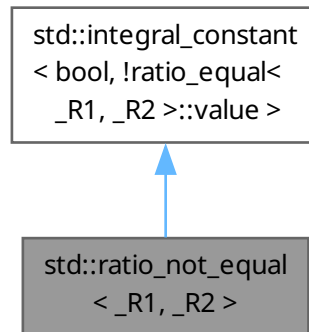 std::integral_constant
< bool, !ratio_equal<
_R1, _R2 >::value >
std::ratio_not_equal
< _R1, _R2 >